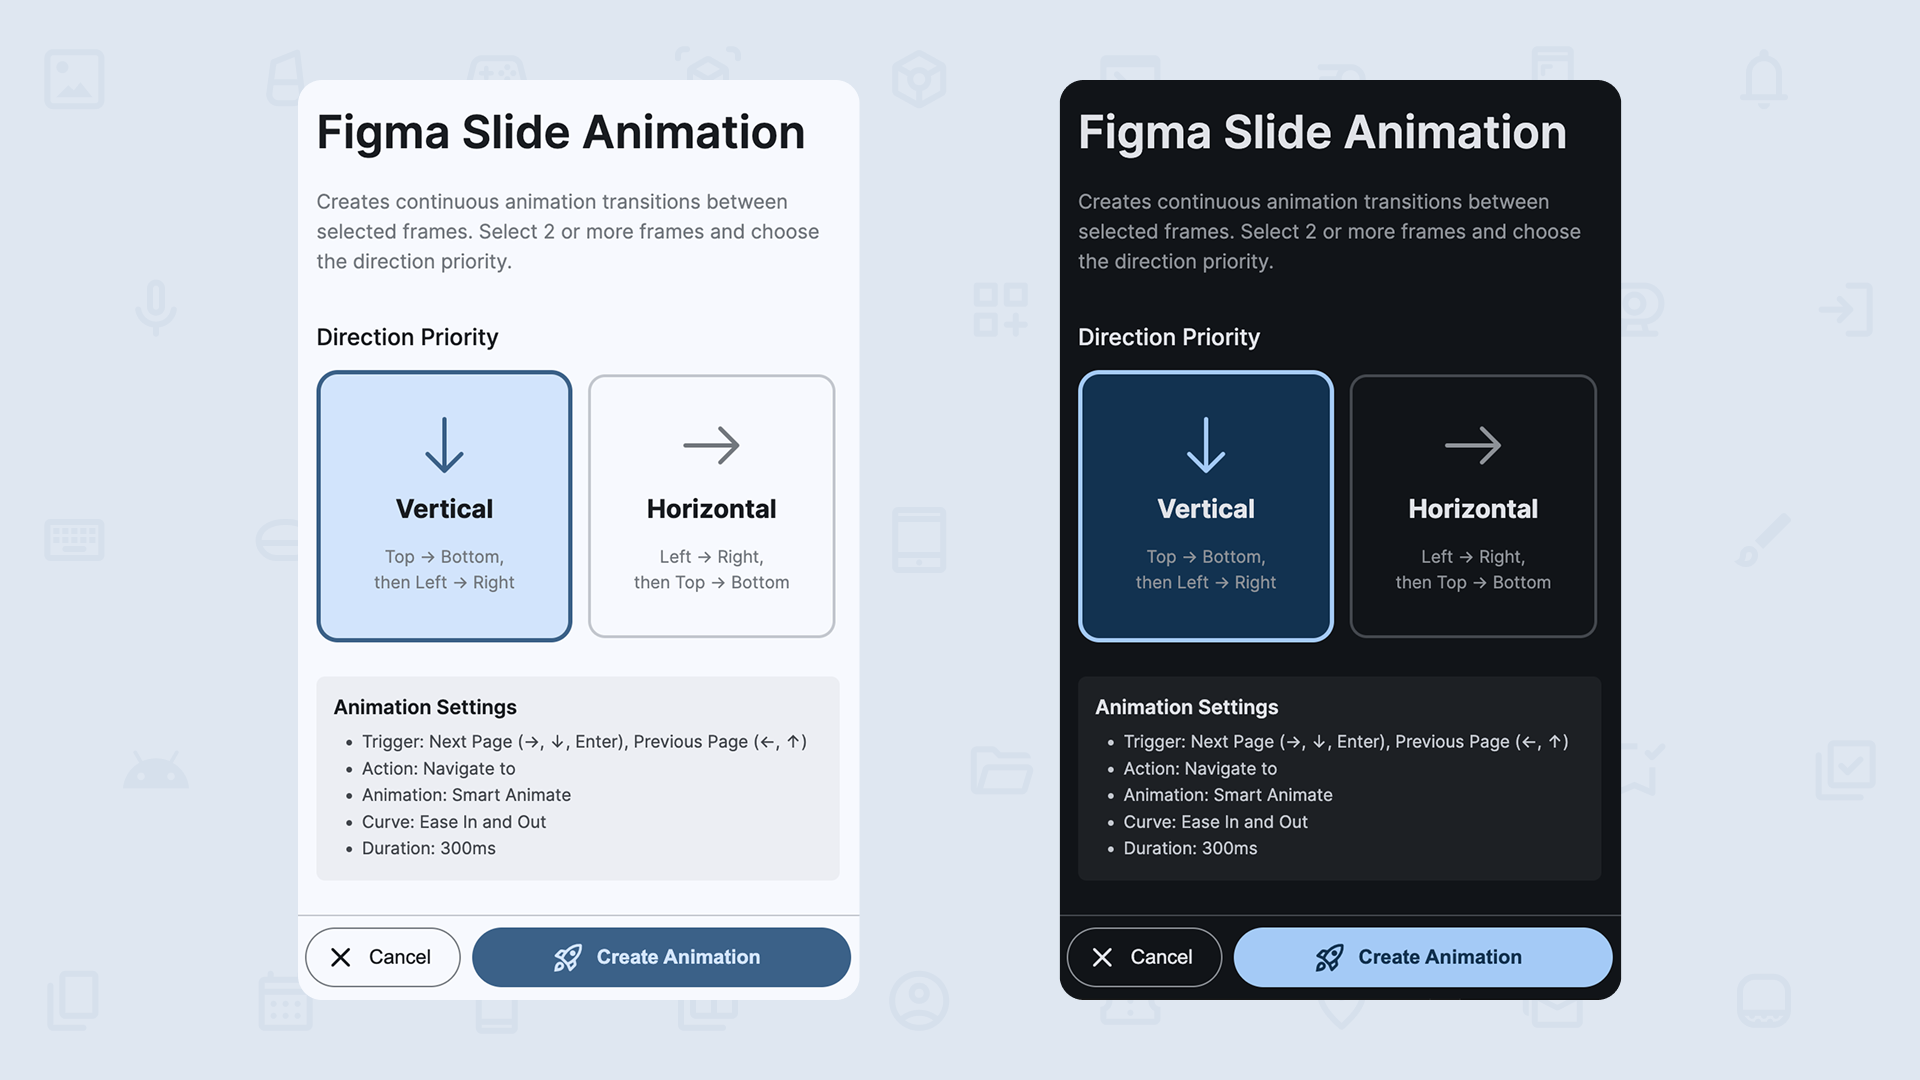 Figma Slide Animation
Creates continuous animation transitions between
selected frames. Select 2 or more frames and choose
the direction priority.
Direction Priority
Vertical
Top → Bottom,
then Left → Right
Horizontal
Left → Right,
then Top → Bottom
Animation Settings
• Trigger: Next Page (→, ↓, Enter), Previous Page (←, ↑)
• Action: Navigate to
• Animation: Smart Animate
• Curve: Ease In and Out
• Duration: 300ms
Cancel
Create Animation
Figma Slide Animation
Creates continuous animation transitions between
selected frames. Select 2 or more frames and choose
the direction priority.
Direction Priority
Vertical
Top → Bottom,
then Left → Right
Horizontal
Left → Right,
then Top → Bottom
Animation Settings
• Trigger: Next Page (→, ↓, Enter), Previous Page (←, ↑)
• Action: Navigate to
• Animation: Smart Animate
• Curve: Ease In and Out
• Duration: 300ms
Cancel
Create Animation